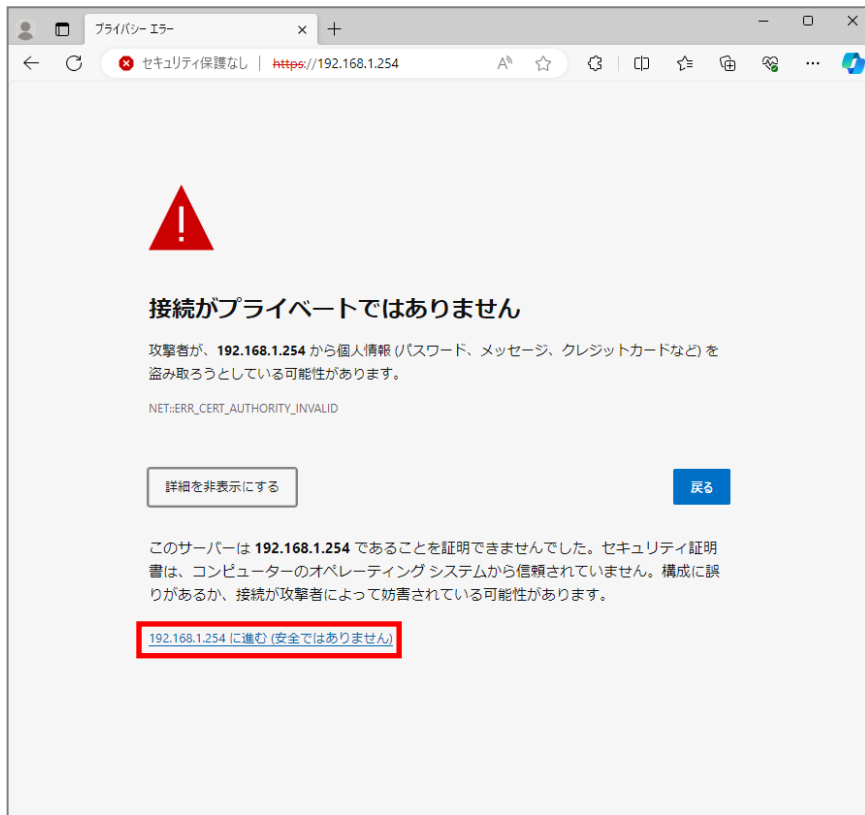 プライバシー エラー
セキュリティ保護なし | https://192.168.1.254
接続がプライベートではありません
攻撃者が、192.168.1.254 から個人情報 (パスワード、メッセージ、クレジットカードなど) を
盗み取ろうとしている可能性があります。
NET::ERR_CERT_AUTHORITY_INVALID
詳細を非表示にする
戻る
このサーバーは 192.168.1.254 であることを証明できませんでした。セキュリティ証明
書は、コンピューターのオペレーティング システムから信頼されていません。構成に誤
りがあるか、接続が攻撃者によって妨害されている可能性があります。
192.168.1.254 に進む (安全ではありません)